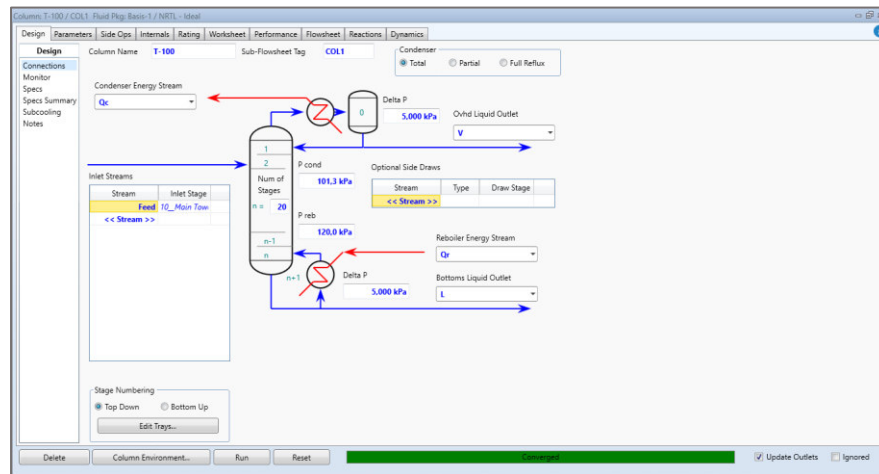 Column: T-100 / COL1 Fluid Pkg: Basis-1 / NRTL - Ideal
Design Parameters Side Ops Internals Rating Worksheet Performance Flowsheet Reactions Dynamics
Design
Connections
Monitor
Specs
Specs Summary
Subcooling
Notes
Column Name T-100 Sub-Flowsheet Tag COL1
Condenser
Total Partial Full Reflux
Condenser Energy Stream
Qc
0
Delta P
5,000 kPa
Ovhd Liquid Outlet
V
1
2
Num of
Stages
n = 20
n-1
n
n+1
P cond
101,3 kPa
P reb
120,0 kPa
Optional Side Draws
Stream Type Draw Stage
<< Stream >>
Inlet Streams
Stream Inlet Stage
Feed 10_Main Tow
<< Stream >>
Reboiler Energy Stream
Qr
Delta P
5,000 kPa
Bottoms Liquid Outlet
L
Stage Numbering
Top Down Bottom Up
Edit Trays...
Delete Column Environment... Run Reset Converged Update Outlets Ignored